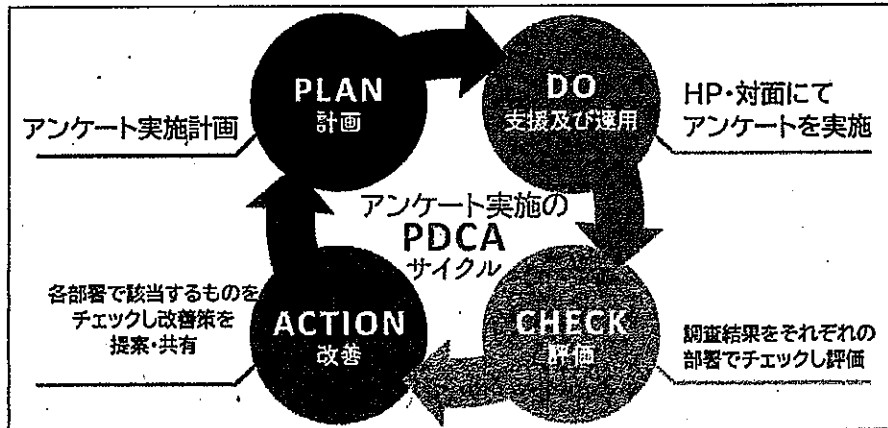 PLAN
計画
アンケート実施計画
DO
支援及び運用
HP・対面にて
アンケートを実施
アンケート実施の
PDCA
サイクル
CHECK
評価
調査結果をそれぞれの
部署でチェックし評価
ACTION
改善
各部署で該当するものを
チェックし改善策を
提案・共有